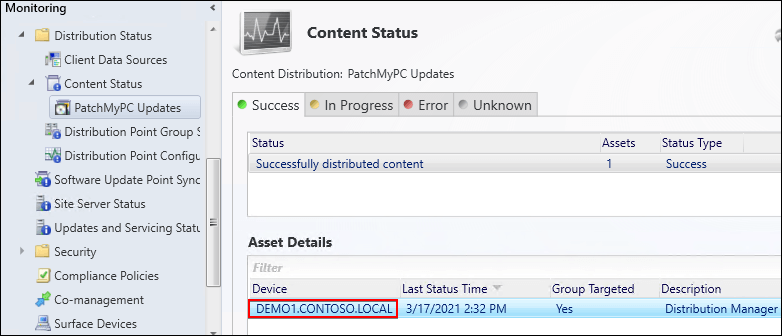 Monitoring
Distribution Status
Client Data Sources
Content Status
PatchMyPC Updates
Distribution Point Group S
Distribution Point Configu
Software Update Point Sync
Site Server Status
Updates and Servicing Statu
Security
Compliance Policies
Co-management
Surface Devices
Content Status
Content Distribution: PatchMyPC Updates
Success In Progress Error Unknown
Status Assets Status Type
Successfully distributed content 1 Success
Asset Details
Filter
Device Last Status Time Group Targeted Description
DEMO1.CONTOSO.LOCAL 3/17/2021 2:32 PM Yes Distribution Manager